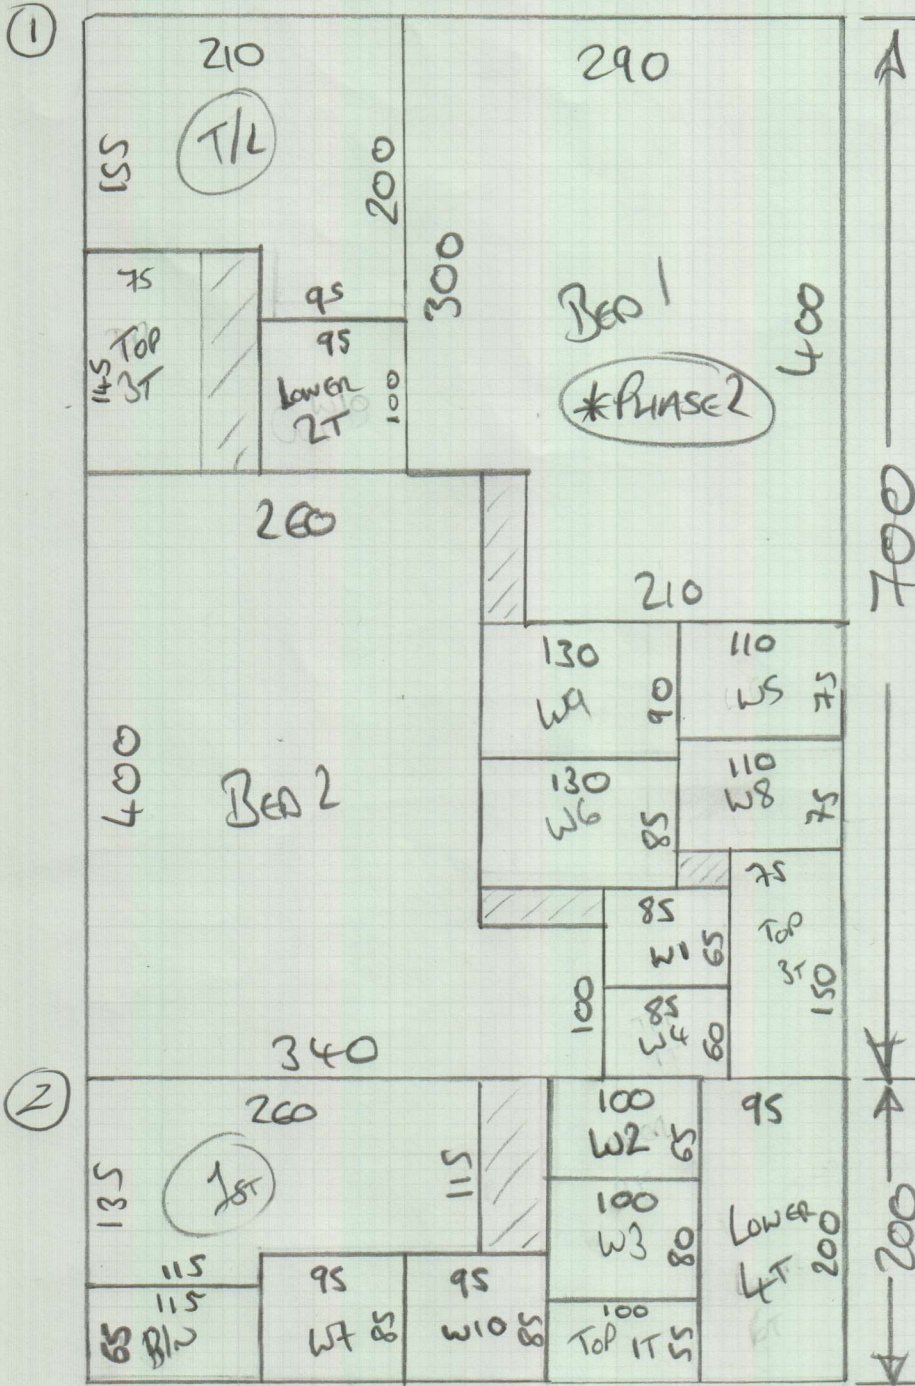 ①
210
290
T/L
155
200
300
BED 1
400
*PHASE 2
75
TOP
3T
145
95
95
LOWER
2T
100
700
260
210
130
W9
90
110
W5
75
400
BED 2
130
W6
85
110
W8
75
75
TOP
3T
150
85
W1
65
100
85
W4
60
340
②
260
135
1ST
115
100
W2
65
95
LOWER
4T
200
200
100
W3
80
115
115
65
B/N
95
W7
85
95
W10
85
100
TOP 1T
55